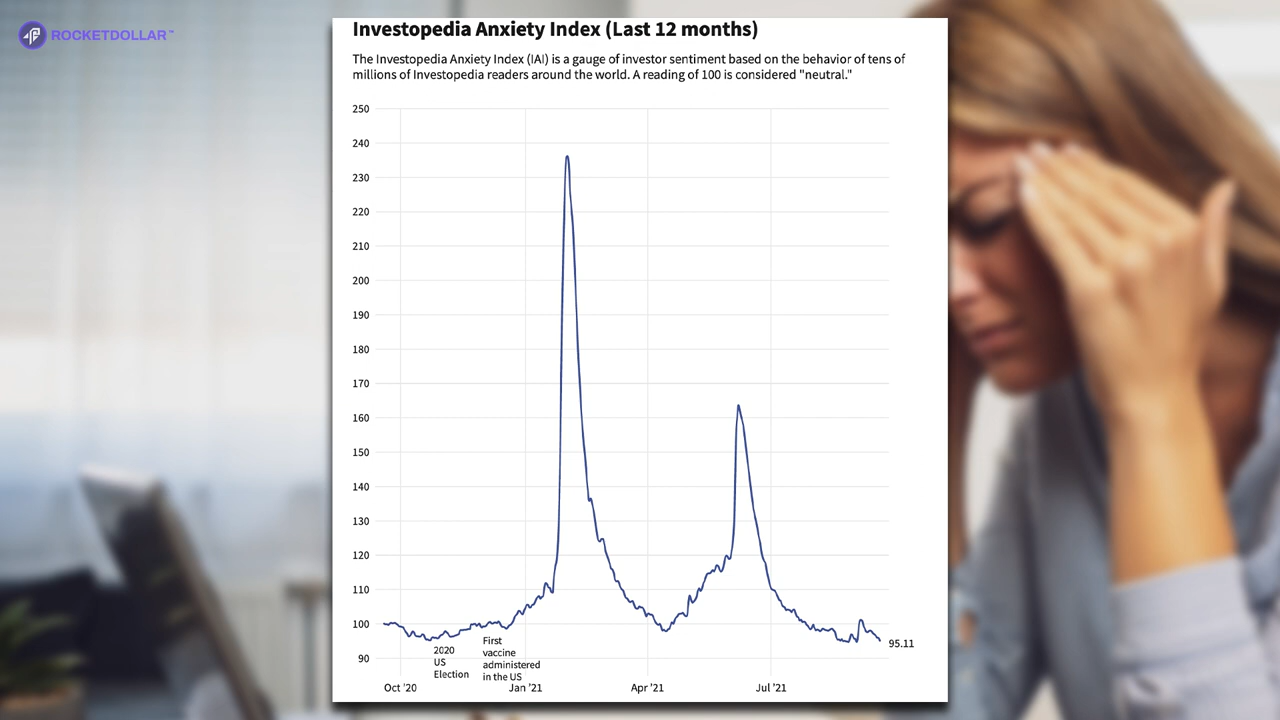 ROCKETDOLLAR™
Investopedia Anxiety Index (Last 12 months)
The Investopedia Anxiety Index (IAI) is a gauge of investor sentiment based on the behavior of tens of
millions of Investopedia readers around the world. A reading of 100 is considered "neutral."
250
240
230
220
210
200
190
180
170
160
150
140
130
120
110
100
90
2020
US
Election
First
vaccine
administered
in the US
95.11
Oct '20
Jan '21
Apr '21
Jul '21